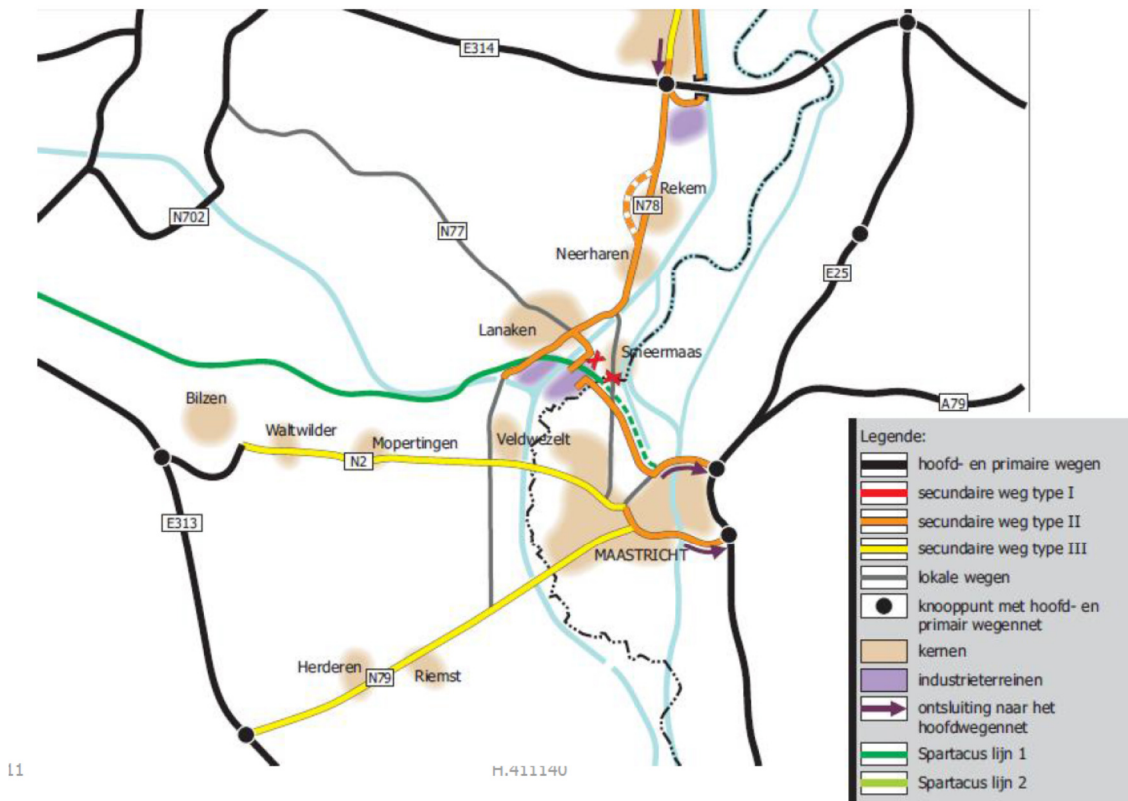 E314
N702
N77
Rekem
N78
Neerharen
E25
Lanaken
Smeermaas
A79
Bilzen
Waltwilder
Mopertingen
Veldwezelt
N2
E313
MAASTRICHT
Herderen
N79
Riemst
Legende:
hoofd- en primaire wegen
secundaire weg type I
secundaire weg type II
secundaire weg type III
lokale wegen
knooppunt met hoofd- en
primair wegennet
kernen
industrieterreinen
ontsluiting naar het
hoofdwegennet
Spartacus lijn 1
Spartacus lijn 2
11
H.411140